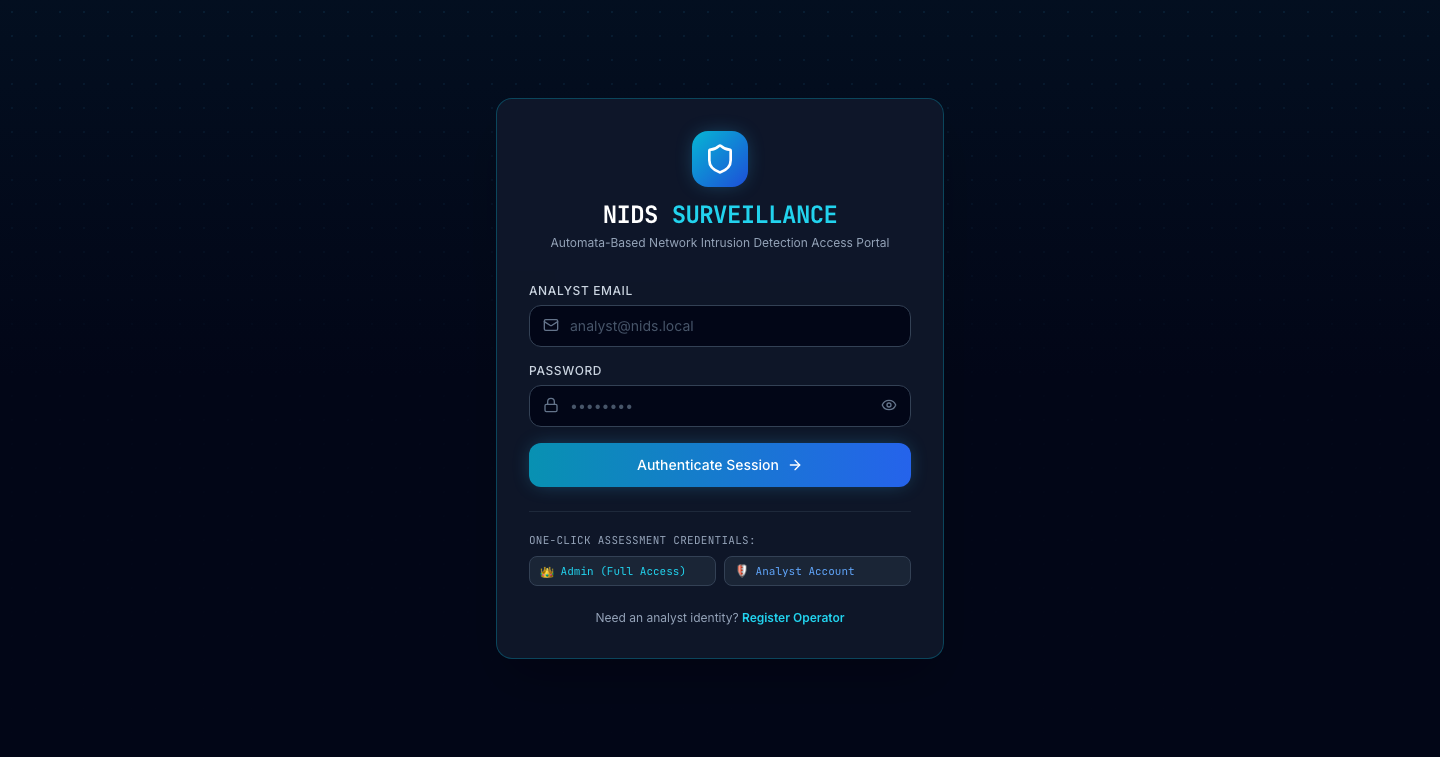 NIDS SURVEILLANCE
Automata-Based Network Intrusion Detection Access Portal
ANALYST EMAIL
analyst@nids.local
PASSWORD
••••••••
Authenticate Session →
ONE-CLICK ASSESSMENT CREDENTIALS:
👑 Admin (Full Access)
🛡️ Analyst Account
Need an analyst identity? Register Operator